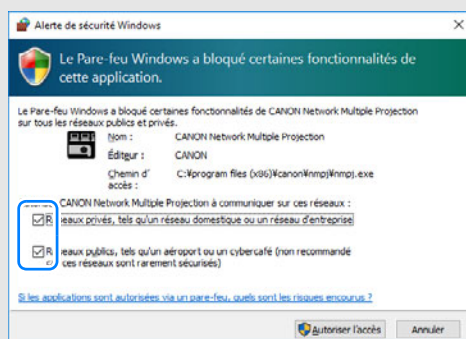 Alerte de sécurité Windows
Le Pare-feu Windows a bloqué certaines fonctionnalités de
cette application.
Le Pare-feu Windows a bloqué certaines fonctionnalités de CANON Network Multiple Projection
sur tous les réseaux publics et privés.
Nom : CANON Network Multiple Projection
Éditeur : CANON
Chemin d' C:¥program files (x86)¥canon¥nmpj¥nmpj.exe
accès :
CANON Network Multiple Projection à communiquer sur ces réseaux :
R eaux privés, tels qu'un réseau domestique ou un réseau d'entreprise
R eaux publics, tels qu'un aéroport ou un cybercafé (non recommandé
ces réseaux sont rarement sécurisés)
Si les applications sont autorisées via un pare-feu, quels sont les risques encourus ?
Autoriser l'accès Annuler